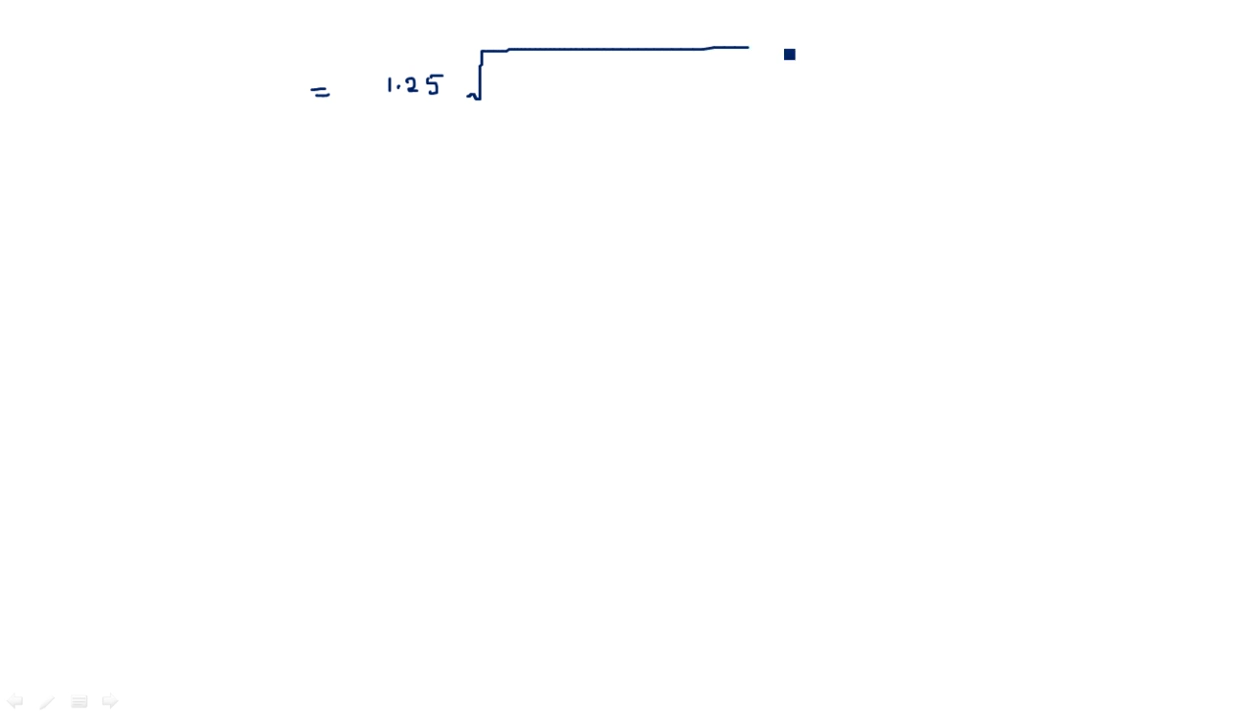 = 1.25 √